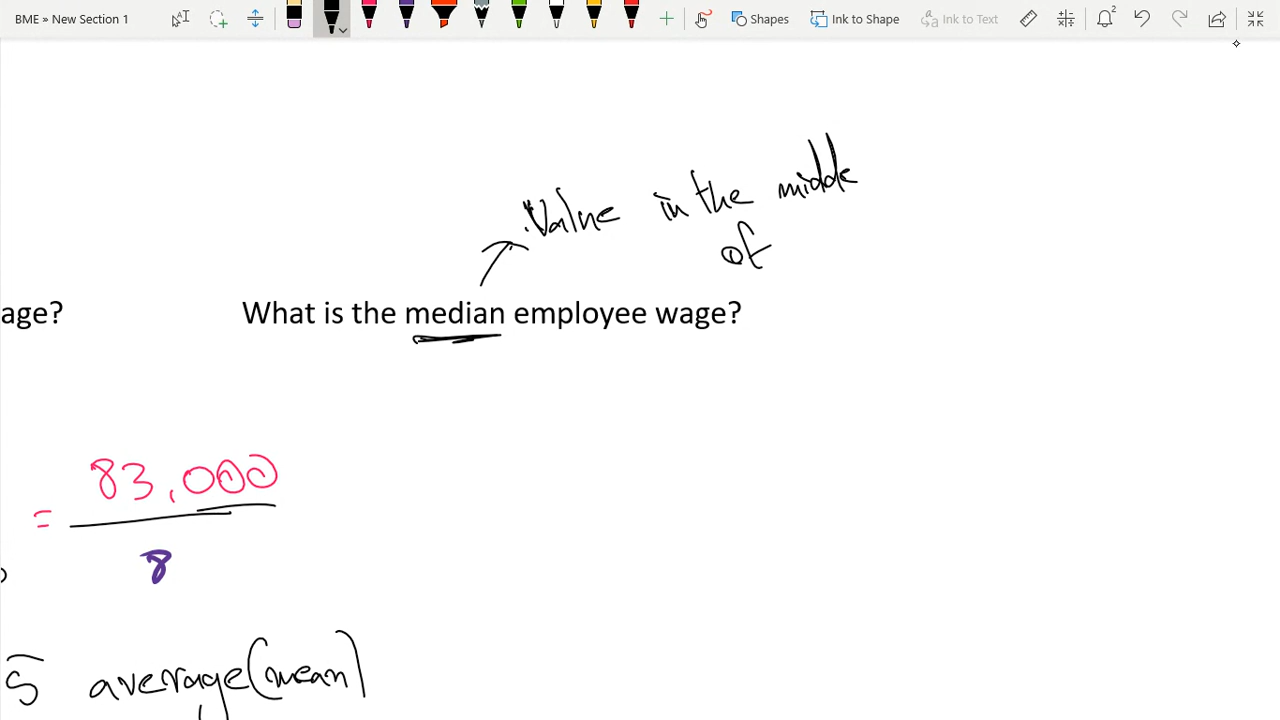 BME » New Section 1
Shapes
Ink to Shape
Ink to Text
2
Value in the middle
of
age?
What is the median employee wage?
83,000
=
8
5 average(mean)